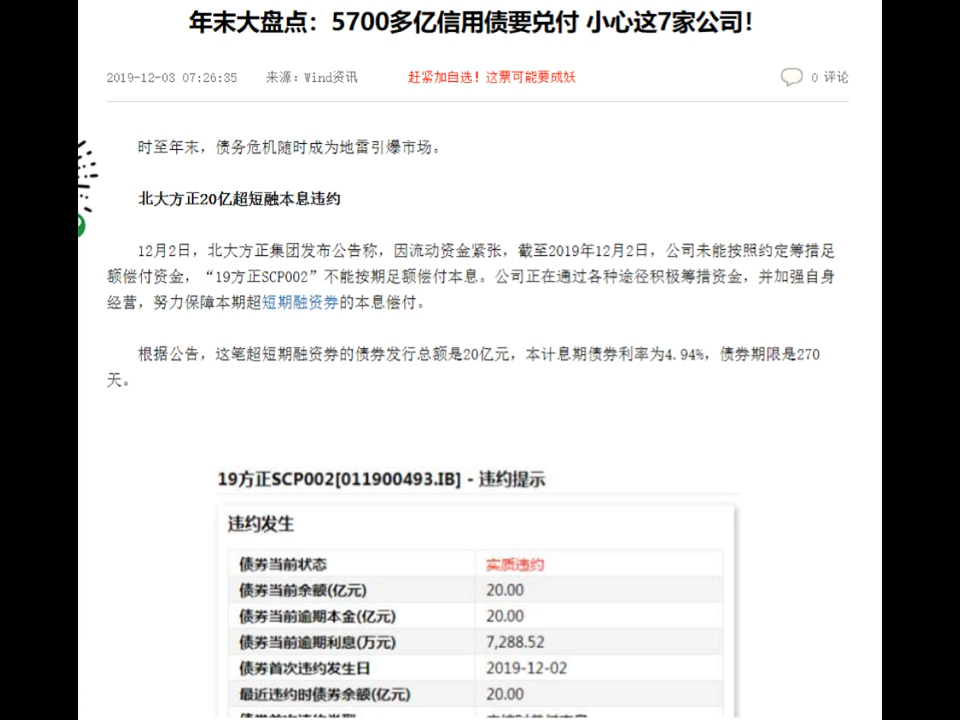 年末大盘点：5700多亿信用债要兑付 小心这7家公司！
2019-12-03 07:26:35 来源：Wind资讯 赶紧加自选！这票可能要成妖 0 评论
时至年末，债务危机随时成为地雷引爆市场。
北大方正20亿超短融本息违约
12月2日，北大方正集团发布公告称，因流动资金紧张，截至2019年12月2日，公司未能按照约定筹措足
额偿付资金，“19方正SCP002”不能按期足额偿付本息。公司正在通过各种途径积极筹措资金，并加强自身
经营，努力保障本期超短期融资券的本息偿付。
根据公告，这笔超短期融资券的债券发行总额是20亿元，本计息期债券利率为4.94%，债券期限是270
天。
19方正SCP002[011900493.IB] - 违约提示
违约发生
债券当前状态 实质违约
债券当前余额(亿元) 20.00
债券当前逾期本金(亿元) 20.00
债券当前逾期利息(万元) 7,288.52
债券首次违约发生日 2019-12-02
最近违约时债券余额(亿元) 20.00